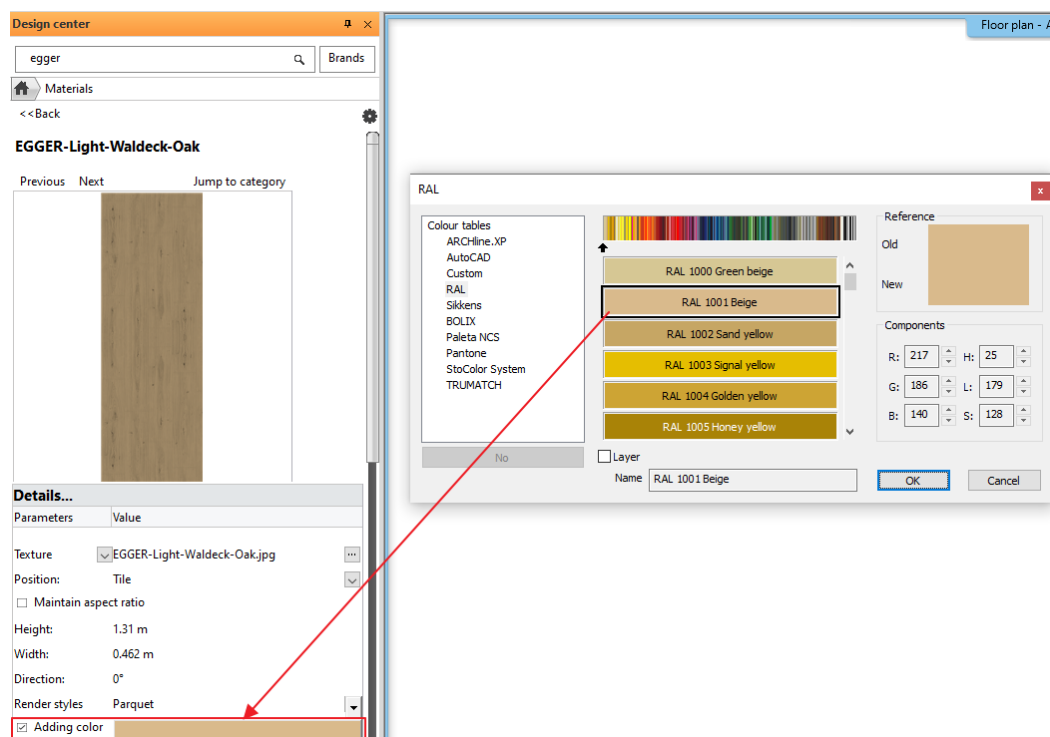 Design center
egger
Brands
Materials
<<Back
EGGER-Light-Waldeck-Oak
Previous Next Jump to category
Details...
Parameters Value
Texture EGGER-Light-Waldeck-Oak.jpg ...
Position: Tile
Maintain aspect ratio
Height: 1.31 m
Width: 0.462 m
Direction: 0°
Render styles Parquet
Adding color
Floor plan - A
RAL
Colour tables
ARCHline.XP
AutoCAD
Custom
RAL
Sikkens
BOLIX
Paleta NCS
Pantone
StoColor System
TRUMATCH
No
RAL 1000 Green beige
RAL 1001 Beige
RAL 1002 Sand yellow
RAL 1003 Signal yellow
RAL 1004 Golden yellow
RAL 1005 Honey yellow
Layer
Name RAL 1001 Beige
Reference
Old
New
Components
R: 217 H: 25
G: 186 L: 179
B: 140 S: 128
OK Cancel